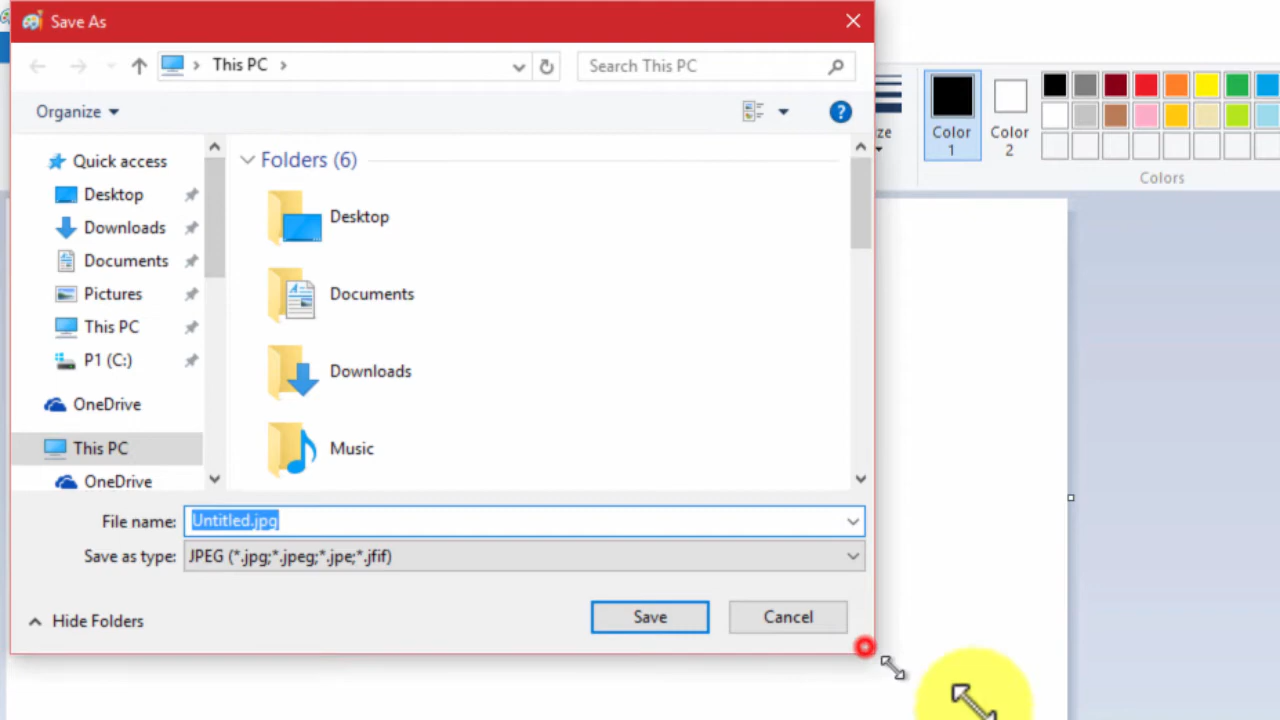 Save As
This PC
Search This PC
Organize
?
Quick access
Desktop
Downloads
Documents
Pictures
This PC
P1 (C:)
OneDrive
This PC
OneDrive
Folders (6)
Desktop
Documents
Downloads
Music
File name: Untitled.jpg
Save as type: JPEG (*.jpg;*.jpeg;*.jpe;*.jfif)
Hide Folders
Save
Cancel
ze
Color
1
Color
2
Colors